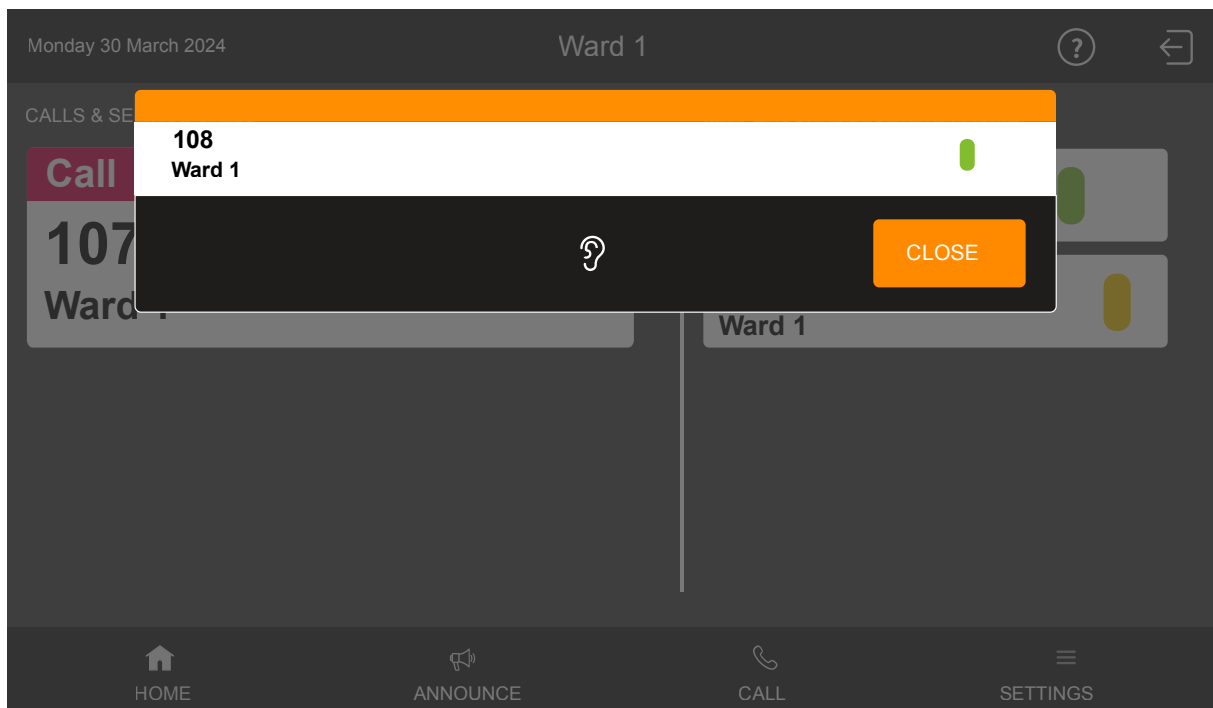 Monday 30 March 2024
Ward 1
?
CALLS & SE
108
Ward 1
CLOSE
Call
107
Ward 1
Ward 1
HOME
ANNOUNCE
CALL
SETTINGS